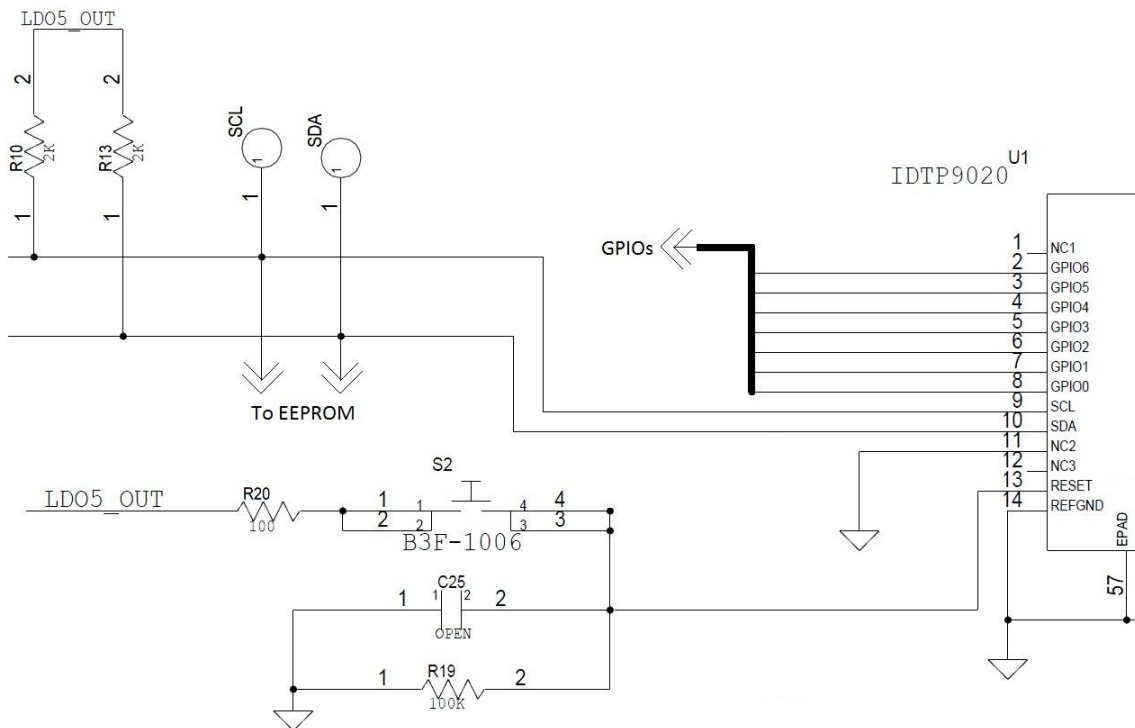 LDO5_OUT
2
2
R10
2K
R13
2K
1
1
SCL
1
1
SDA
1
1
To EEPROM
GPIOs
U1
IDTP9020
1 NC1
2 GPIO6
3 GPIO5
4 GPIO4
5 GPIO3
6 GPIO2
7 GPIO1
8 GPIO0
9 SCL
10 SDA
11 NC2
12 NC3
13 RESET
14 REFGND
EPAD
57
LDO5_OUT
R20
100
S2
1 1 4 4
2 2 3 3
B3F-1006
C25
1 1 2 2
OPEN
1 R19 2
100K